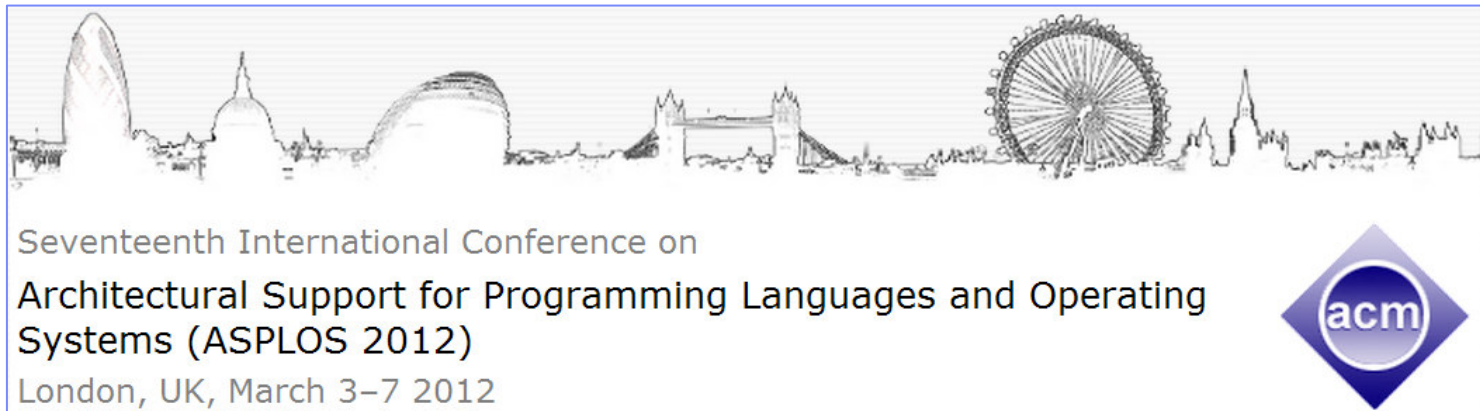 Seventeenth International Conference on
Architectural Support for Programming Languages and Operating
Systems (ASPLOS 2012)
acm
London, UK, March 3–7 2012